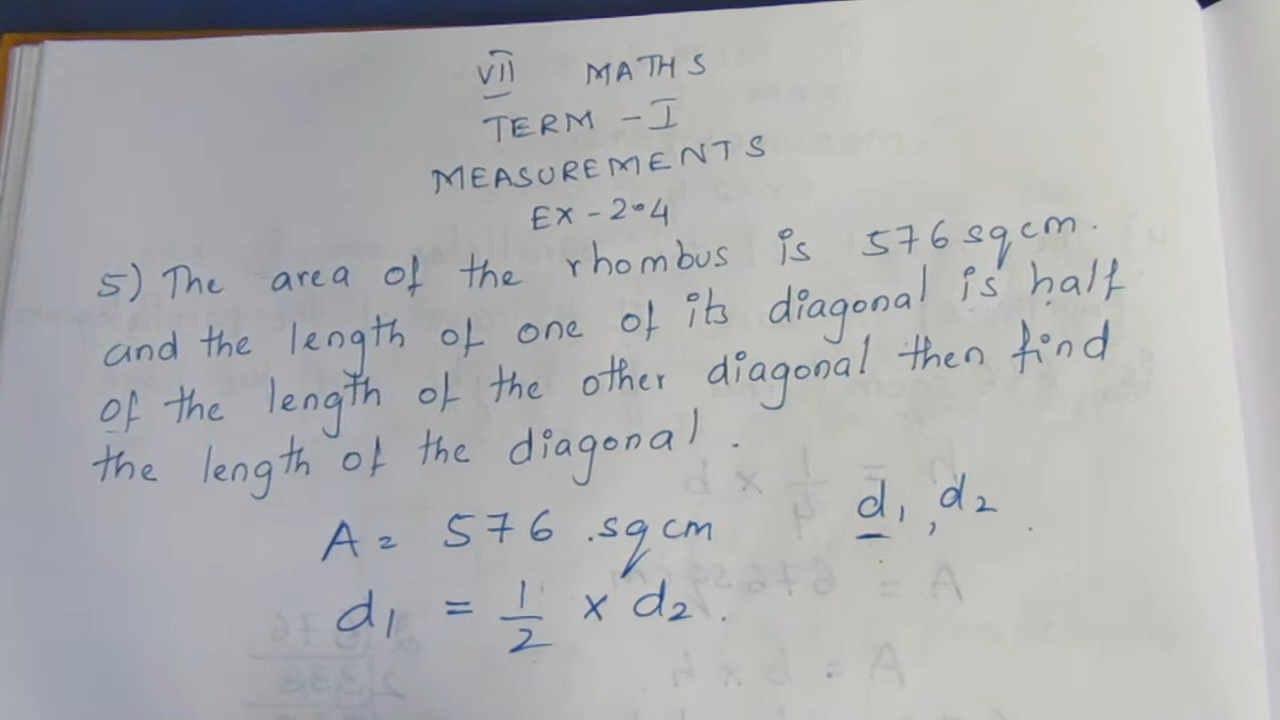 VII MATHS
TERM - I
MEASUREMENTS
EX - 2.4
5) The area of the rhombus is 576 sq cm.
and the length of one of its diagonal is half
of the length of the other diagonal then find
the length of the diagonal.
A = 576 .sq cm d1, d2
d1 = 1/2 x d2.